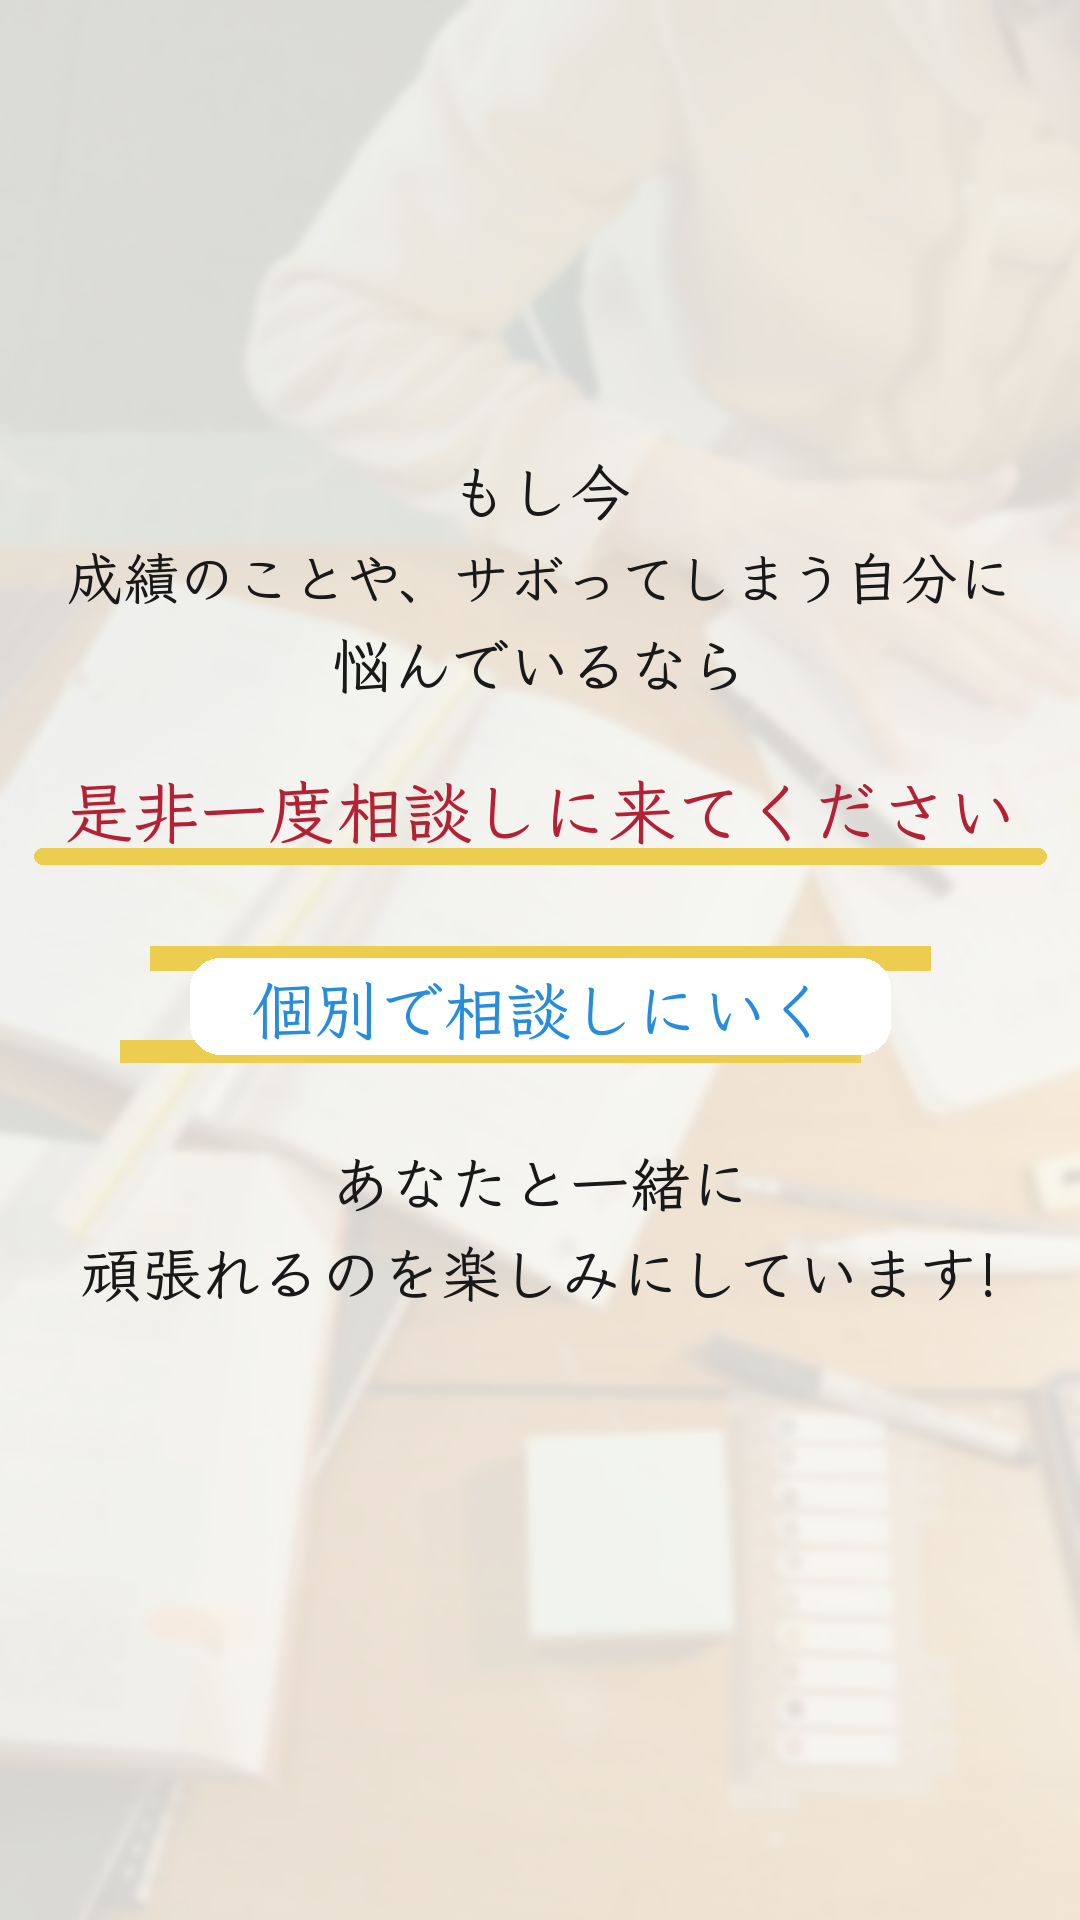 もし今
成績のことや、サボってしまう自分に
悩んでいるなら
是非一度相談しに来てください
個別で相談しにいく
あなたと一緒に
頑張れるのを楽しみにしています!